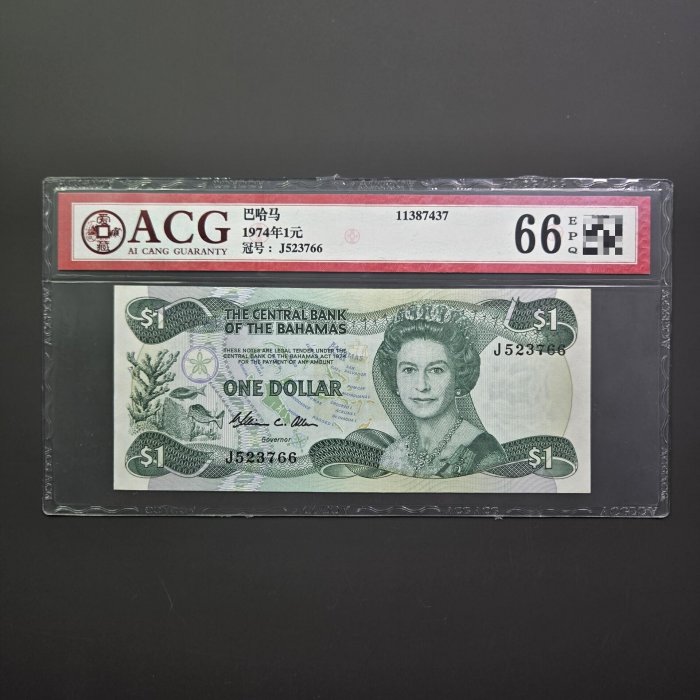 ACG
AI CANG GUARANTY
巴哈马
1974年1元
冠号：J523766
11387437
66
EPQ
$1
THE CENTRAL BANK
OF THE BAHAMAS
$1
J523766
THESE NOTES ARE LEGAL TENDER UNDER THE
CENTRAL BANK OF THE BAHAMAS ACT 1974
FOR THE PAYMENT OF ANY AMOUNT
BAHAMAS
ONE DOLLAR
Governor
J523766
$1
$1